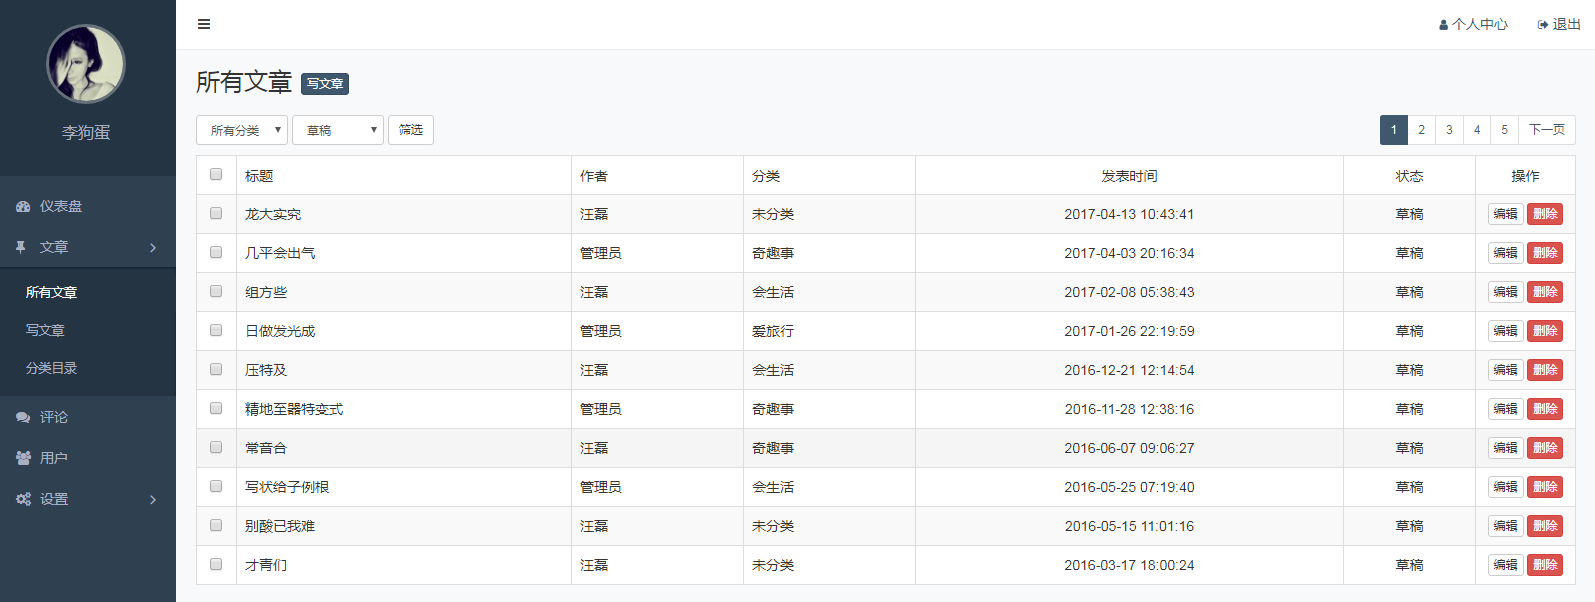 李狗蛋
仪表盘
文章
所有文章
写文章
分类目录
评论
用户
设置
个人中心 退出
所有文章 写文章
所有分类 草稿 筛选 1 2 3 4 5 下一页
标题 作者 分类 发表时间 状态 操作
龙大实究 汪磊 未分类 2017-04-13 10:43:41 草稿 编辑 删除
几平会出气 管理员 奇趣事 2017-04-03 20:16:34 草稿 编辑 删除
组方些 汪磊 会生活 2017-02-08 05:38:43 草稿 编辑 删除
日做发光成 管理员 爱旅行 2017-01-26 22:19:59 草稿 编辑 删除
压特及 汪磊 会生活 2016-12-21 12:14:54 草稿 编辑 删除
精地至器特变式 管理员 奇趣事 2016-11-28 12:38:16 草稿 编辑 删除
常音合 汪磊 奇趣事 2016-06-07 09:06:27 草稿 编辑 删除
写状给子例根 管理员 会生活 2016-05-25 07:19:40 草稿 编辑 删除
别酸已我难 汪磊 未分类 2016-05-15 11:01:16 草稿 编辑 删除
才青们 汪磊 未分类 2016-03-17 18:00:24 草稿 编辑 删除